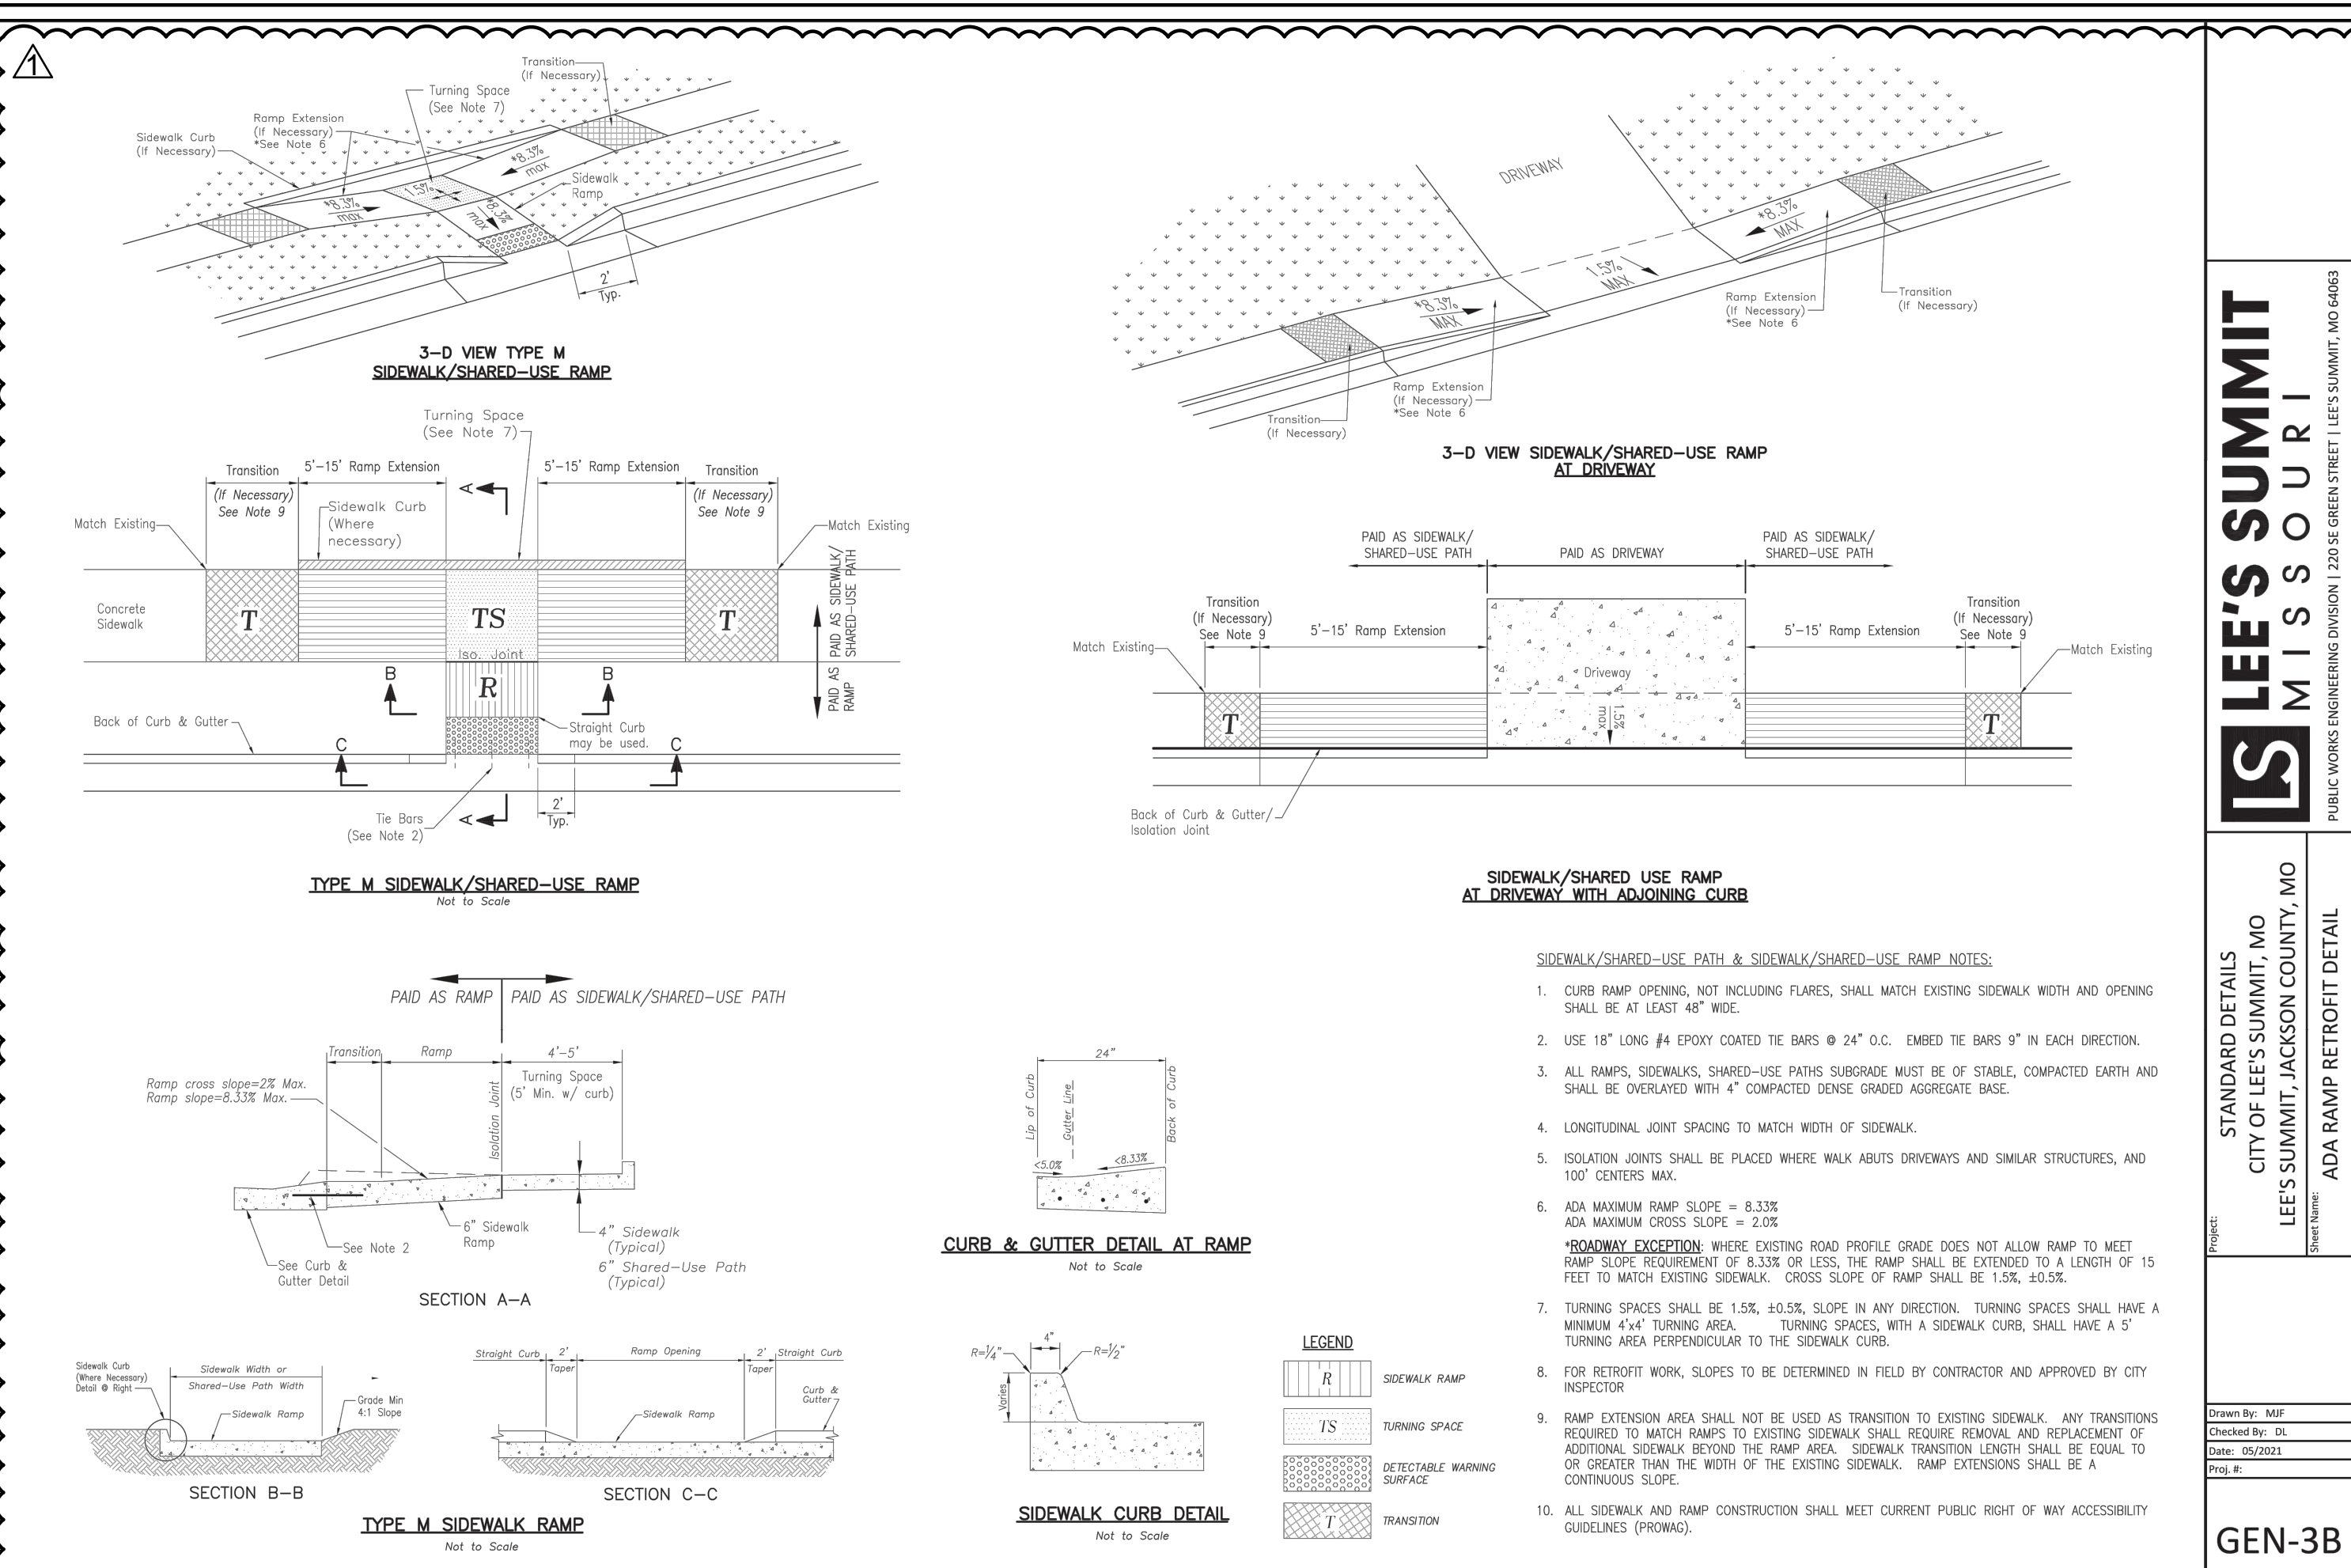 1
Transition
(If Necessary)
Turning Space
(See Note 7)
Ramp Extension
(If Necessary)
*See Note 6
Sidewalk Curb
(If Necessary)
*8.3%
max
Sidewalk
Ramp
1.5%
*8.3%
max
*8.3%
max
2'
Typ.
3-D VIEW TYPE M
SIDEWALK/SHARED-USE RAMP
DRIVEWAY
*8.3%
MAX
1.5%
MAX
*8.3%
MAX
Ramp Extension
(If Necessary)
*See Note 6
Transition
(If Necessary)
Ramp Extension
(If Necessary)
*See Note 6
Transition
(If Necessary)
3-D VIEW SIDEWALK/SHARED-USE RAMP
AT DRIVEWAY
Turning Space
(See Note 7)
Transition
(If Necessary)
See Note 9
5'-15' Ramp Extension
A
5'-15' Ramp Extension
Transition
(If Necessary)
See Note 9
Match Existing
Sidewalk Curb
(Where
necessary)
Match Existing
PAID AS SIDEWALK/
SHARED-USE PATH
Concrete
Sidewalk
T
TS
T
Iso. Joint
B
R
B
PAID AS
RAMP
Back of Curb & Gutter
Straight Curb
may be used.
C
C
2'
Typ.
Tie Bars
(See Note 2)
A
TYPE M SIDEWALK/SHARED-USE RAMP
Not to Scale
PAID AS SIDEWALK/
SHARED-USE PATH
PAID AS DRIVEWAY
PAID AS SIDEWALK/
SHARED-USE PATH
Transition
(If Necessary)
See Note 9
5'-15' Ramp Extension
5'-15' Ramp Extension
Transition
(If Necessary)
See Note 9
Match Existing
Driveway
Match Existing
T
1.5%
max
T
Back of Curb & Gutter/
Isolation Joint
SIDEWALK/SHARED USE RAMP
AT DRIVEWAY WITH ADJOINING CURB
PAID AS RAMP
PAID AS SIDEWALK/SHARED-USE PATH
Transition
Ramp
4'-5'
Turning Space
(5' Min. w/ curb)
Ramp cross slope=2% Max.
Ramp slope=8.33% Max.
Isolation Joint
6" Sidewalk
Ramp
See Note 2
See Curb &
Gutter Detail
4" Sidewalk
(Typical)
6" Shared-Use Path
(Typical)
SECTION A-A
24"
Lip of Curb
Gutter Line
Back of Curb
<5.0%
<8.33%
CURB & GUTTER DETAIL AT RAMP
Not to Scale
Sidewalk Curb
(Where Necessary)
Detail @ Right
Sidewalk Width or
Shared-Use Path Width
Sidewalk Ramp
Grade Min
4:1 Slope
SECTION B-B
Straight Curb
2'
Taper
Ramp Opening
2'
Taper
Straight Curb
Curb &
Gutter
Sidewalk Ramp
SECTION C-C
TYPE M SIDEWALK RAMP
Not to Scale
4"
R=1/4"
R=1/2"
Varies
SIDEWALK CURB DETAIL
Not to Scale
LEGEND
R
SIDEWALK RAMP
TS
TURNING SPACE
DETECTABLE WARNING
SURFACE
T
TRANSITION
SIDEWALK/SHARED-USE PATH & SIDEWALK/SHARED-USE RAMP NOTES:
1. CURB RAMP OPENING, NOT INCLUDING FLARES, SHALL MATCH EXISTING SIDEWALK WIDTH AND OPENING
SHALL BE AT LEAST 48" WIDE.
2. USE 18" LONG #4 EPOXY COATED TIE BARS @ 24" O.C. EMBED TIE BARS 9" IN EACH DIRECTION.
3. ALL RAMPS, SIDEWALKS, SHARED-USE PATHS SUBGRADE MUST BE OF STABLE, COMPACTED EARTH AND
SHALL BE OVERLAYED WITH 4" COMPACTED DENSE GRADED AGGREGATE BASE.
4. LONGITUDINAL JOINT SPACING TO MATCH WIDTH OF SIDEWALK.
5. ISOLATION JOINTS SHALL BE PLACED WHERE WALK ABUTS DRIVEWAYS AND SIMILAR STRUCTURES, AND
100' CENTERS MAX.
6. ADA MAXIMUM RAMP SLOPE = 8.33%
ADA MAXIMUM CROSS SLOPE = 2.0%
*ROADWAY EXCEPTION: WHERE EXISTING ROAD PROFILE GRADE DOES NOT ALLOW RAMP TO MEET
RAMP SLOPE REQUIREMENT OF 8.33% OR LESS, THE RAMP SHALL BE EXTENDED TO A LENGTH OF 15
FEET TO MATCH EXISTING SIDEWALK. CROSS SLOPE OF RAMP SHALL BE 1.5%, ±0.5%.
7. TURNING SPACES SHALL BE 1.5%, ±0.5%, SLOPE IN ANY DIRECTION. TURNING SPACES SHALL HAVE A
MINIMUM 4'x4' TURNING AREA. TURNING SPACES, WITH A SIDEWALK CURB, SHALL HAVE A 5'
TURNING AREA PERPENDICULAR TO THE SIDEWALK CURB.
8. FOR RETROFIT WORK, SLOPES TO BE DETERMINED IN FIELD BY CONTRACTOR AND APPROVED BY CITY
INSPECTOR
9. RAMP EXTENSION AREA SHALL NOT BE USED AS TRANSITION TO EXISTING SIDEWALK. ANY TRANSITIONS
REQUIRED TO MATCH RAMPS TO EXISTING SIDEWALK SHALL REQUIRE REMOVAL AND REPLACEMENT OF
ADDITIONAL SIDEWALK BEYOND THE RAMP AREA. SIDEWALK TRANSITION LENGTH SHALL BE EQUAL TO
OR GREATER THAN THE WIDTH OF THE EXISTING SIDEWALK. RAMP EXTENSIONS SHALL BE A
CONTINUOUS SLOPE.
10. ALL SIDEWALK AND RAMP CONSTRUCTION SHALL MEET CURRENT PUBLIC RIGHT OF WAY ACCESSIBILITY
GUIDELINES (PROWAG).
LS
LEE'S SUMMIT
MISSOURI
PUBLIC WORKS ENGINEERING DIVISION | 220 SE GREEN STREET | LEE'S SUMMIT, MO 64063
Project:
STANDARD DETAILS
CITY OF LEE'S SUMMIT, MO
LEE'S SUMMIT, JACKSON COUNTY, MO
Sheet Name:
ADA RAMP RETROFIT DETAIL
Drawn By: MJF
Checked By: DL
Date: 05/2021
Proj. #:
GEN-3B